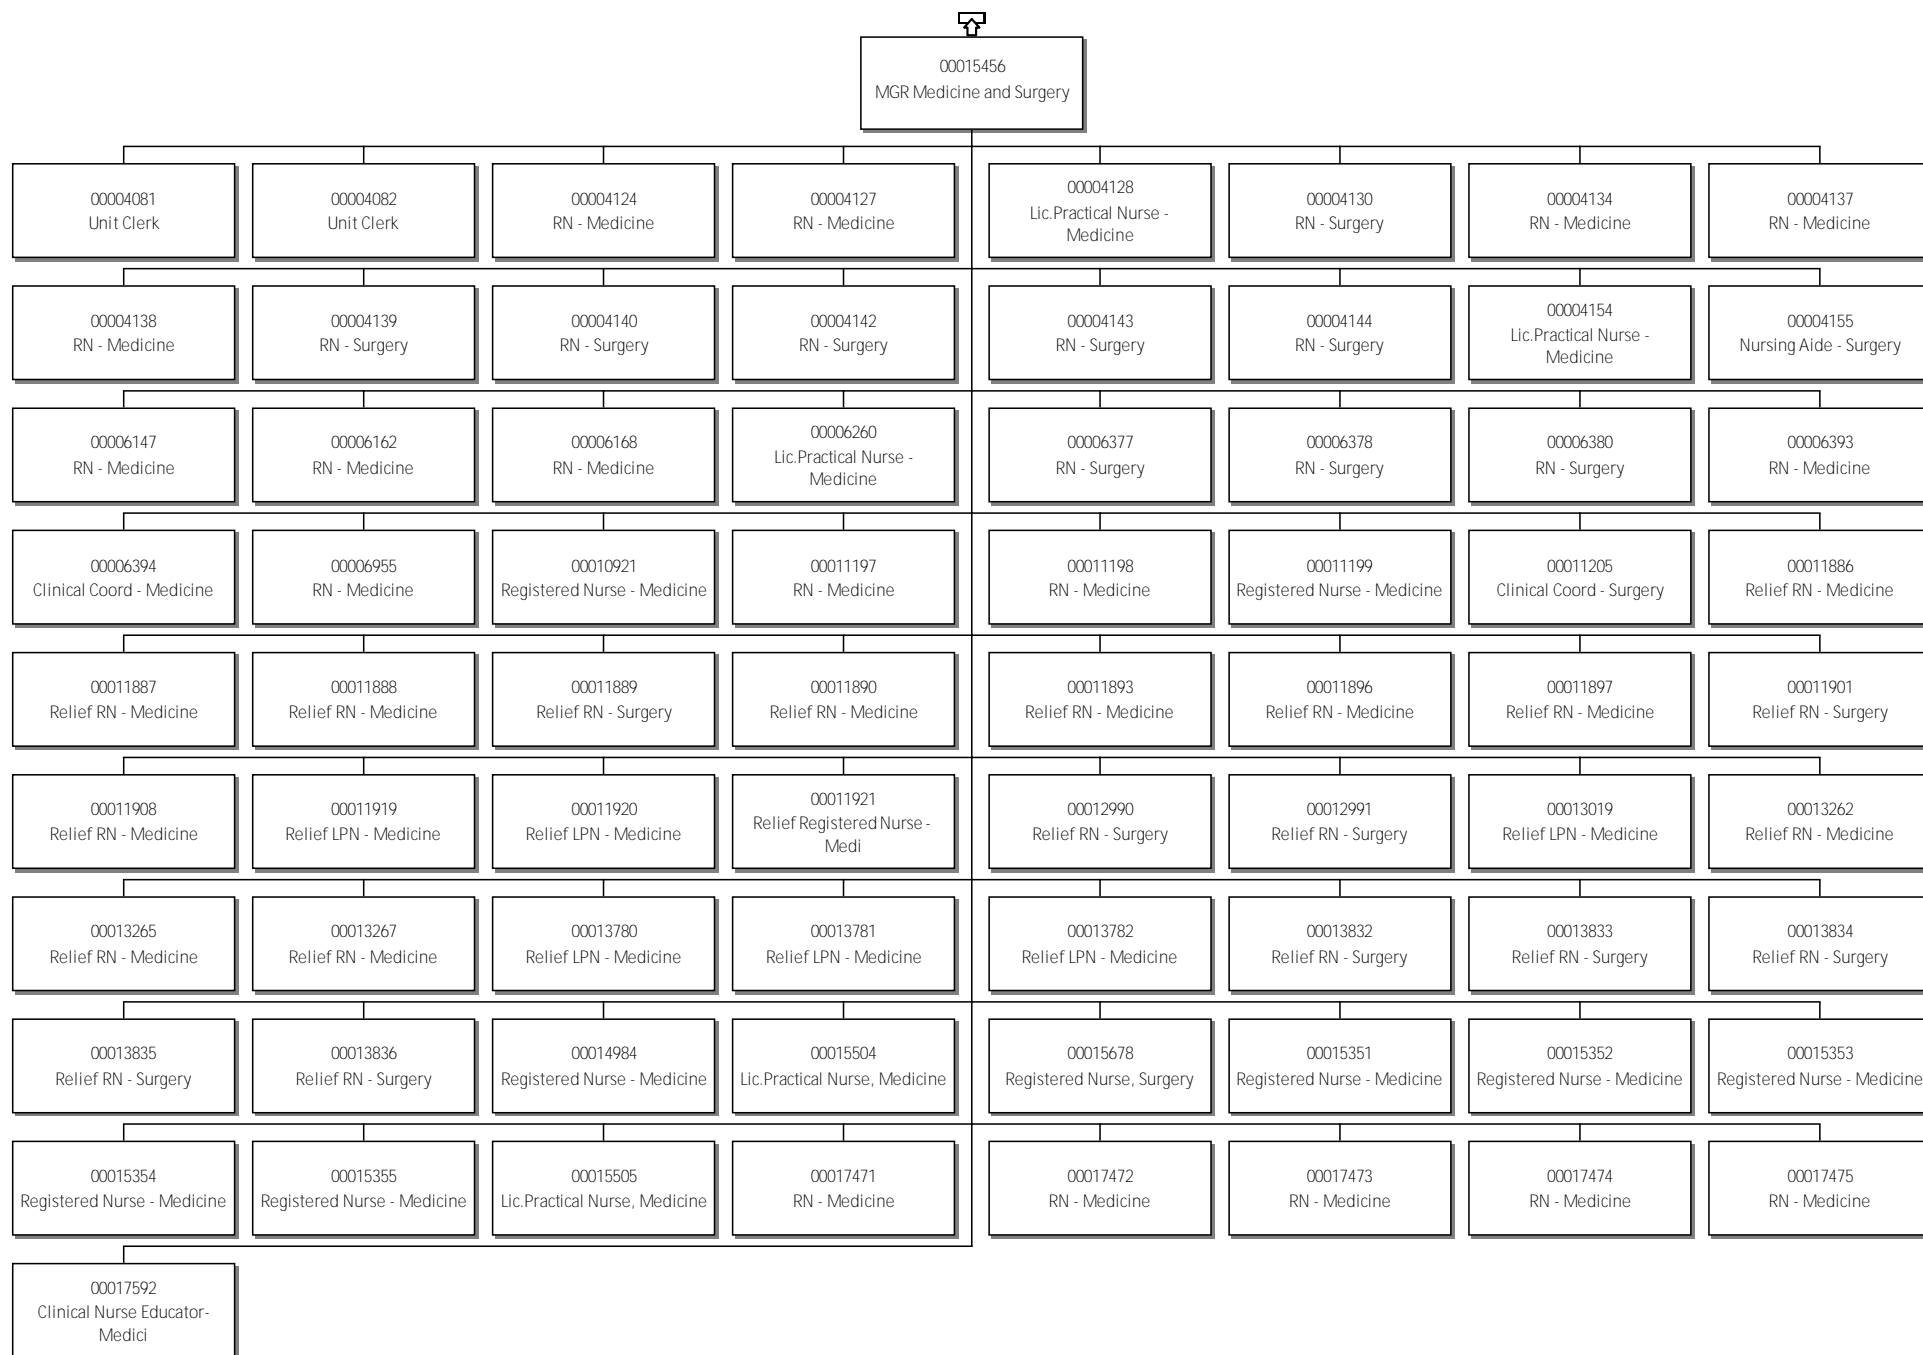 00015456
MGR Medicine and Surgery
00004081
Unit Clerk
00004082
Unit Clerk
00004124
RN - Medicine
00004127
RN - Medicine
00004128
Lic.Practical Nurse -
Medicine
00004130
RN - Surgery
00004134
RN - Medicine
00004137
RN - Medicine
00004138
RN - Medicine
00004139
RN - Surgery
00004140
RN - Surgery
00004142
RN - Surgery
00004143
RN - Surgery
00004144
RN - Surgery
00004154
Lic.Practical Nurse -
Medicine
00004155
Nursing Aide - Surgery
00006147
RN - Medicine
00006162
RN - Medicine
00006168
RN - Medicine
00006260
Lic.Practical Nurse -
Medicine
00006377
RN - Surgery
00006378
RN - Surgery
00006380
RN - Surgery
00006393
RN - Medicine
00006394
Clinical Coord - Medicine
00006955
RN - Medicine
00010921
Registered Nurse - Medicine
00011197
RN - Medicine
00011198
RN - Medicine
00011199
Registered Nurse - Medicine
00011205
Clinical Coord - Surgery
00011886
Relief RN - Medicine
00011887
Relief RN - Medicine
00011888
Relief RN - Medicine
00011889
Relief RN - Surgery
00011890
Relief RN - Medicine
00011893
Relief RN - Medicine
00011896
Relief RN - Medicine
00011897
Relief RN - Medicine
00011901
Relief RN - Surgery
00011908
Relief RN - Medicine
00011919
Relief LPN - Medicine
00011920
Relief LPN - Medicine
00011921
Relief Registered Nurse -
Medi
00012990
Relief RN - Surgery
00012991
Relief RN - Surgery
00013019
Relief LPN - Medicine
00013262
Relief RN - Medicine
00013265
Relief RN - Medicine
00013267
Relief RN - Medicine
00013780
Relief LPN - Medicine
00013781
Relief LPN - Medicine
00013782
Relief LPN - Medicine
00013832
Relief RN - Surgery
00013833
Relief RN - Surgery
00013834
Relief RN - Surgery
00013835
Relief RN - Surgery
00013836
Relief RN - Surgery
00014984
Registered Nurse - Medicine
00015504
Lic.Practical Nurse, Medicine
00015678
Registered Nurse, Surgery
00015351
Registered Nurse - Medicine
00015352
Registered Nurse - Medicine
00015353
Registered Nurse - Medicine
00015354
Registered Nurse - Medicine
00015355
Registered Nurse - Medicine
00015505
Lic.Practical Nurse, Medicine
00017471
RN - Medicine
00017472
RN - Medicine
00017473
RN - Medicine
00017474
RN - Medicine
00017475
RN - Medicine
00017592
Clinical Nurse Educator-
Medici